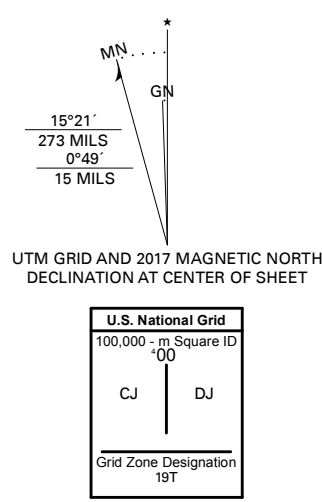 ★
MN
GN
15°21´
273 MILS
0°49´
15 MILS
UTM GRID AND 2017 MAGNETIC NORTH
DECLINATION AT CENTER OF SHEET
U.S. National Grid
100,000 - m Square ID
⁴00
CJ DJ
Grid Zone Designation
19T